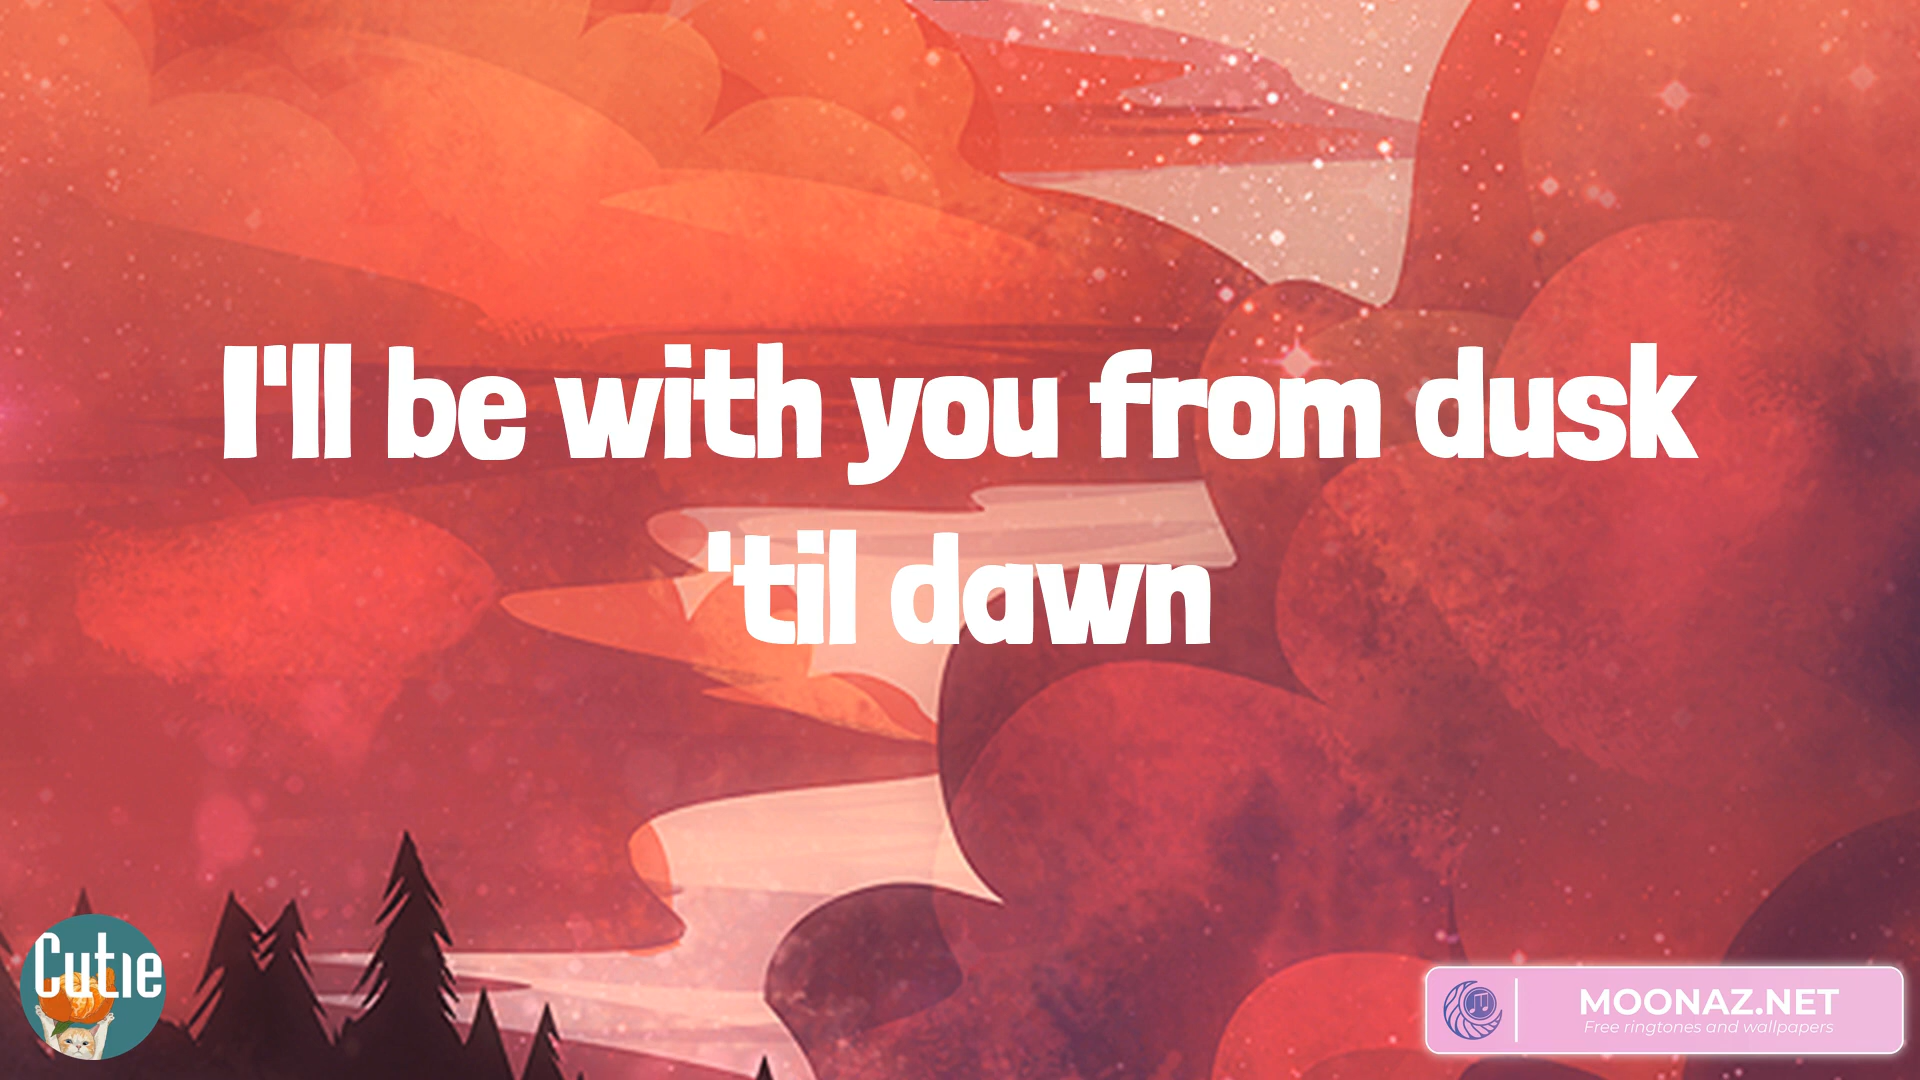 I'll be with you from dusk
'til dawn
Cutie
MOONAZ.NET
Free ringtones and wallpapers